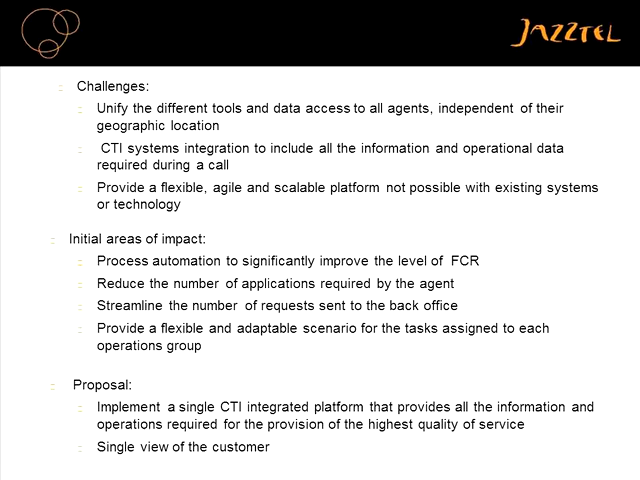 JAZZTEL
Challenges:
Unify the different tools and data access to all agents, independent of their
geographic location
CTI systems integration to include all the information and operational data
required during a call
Provide a flexible, agile and scalable platform not possible with existing systems
or technology
Initial areas of impact:
Process automation to significantly improve the level of FCR
Reduce the number of applications required by the agent
Streamline the number of requests sent to the back office
Provide a flexible and adaptable scenario for the tasks assigned to each
operations group
Proposal:
Implement a single CTI integrated platform that provides all the information and
operations required for the provision of the highest quality of service
Single view of the customer